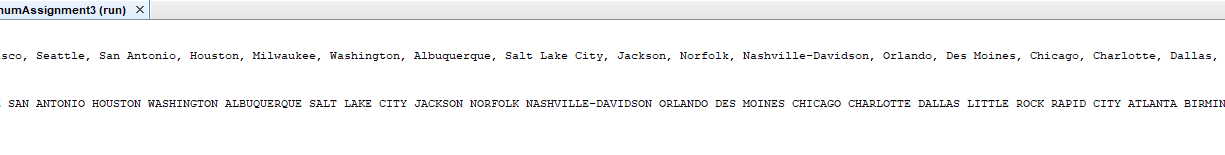 numAssignment3 (run) ×
sco, Seattle, San Antonio, Houston, Milwaukee, Washington, Albuquerque, Salt Lake City, Jackson, Norfolk, Nashville-Davidson, Orlando, Des Moines, Chicago, Charlotte, Dallas,
SAN ANTONIO HOUSTON WASHINGTON ALBUQUERQUE SALT LAKE CITY JACKSON NORFOLK NASHVILLE-DAVIDSON ORLANDO DES MOINES CHICAGO CHARLOTTE DALLAS LITTLE ROCK RAPID CITY ATLANTA BIRMIN